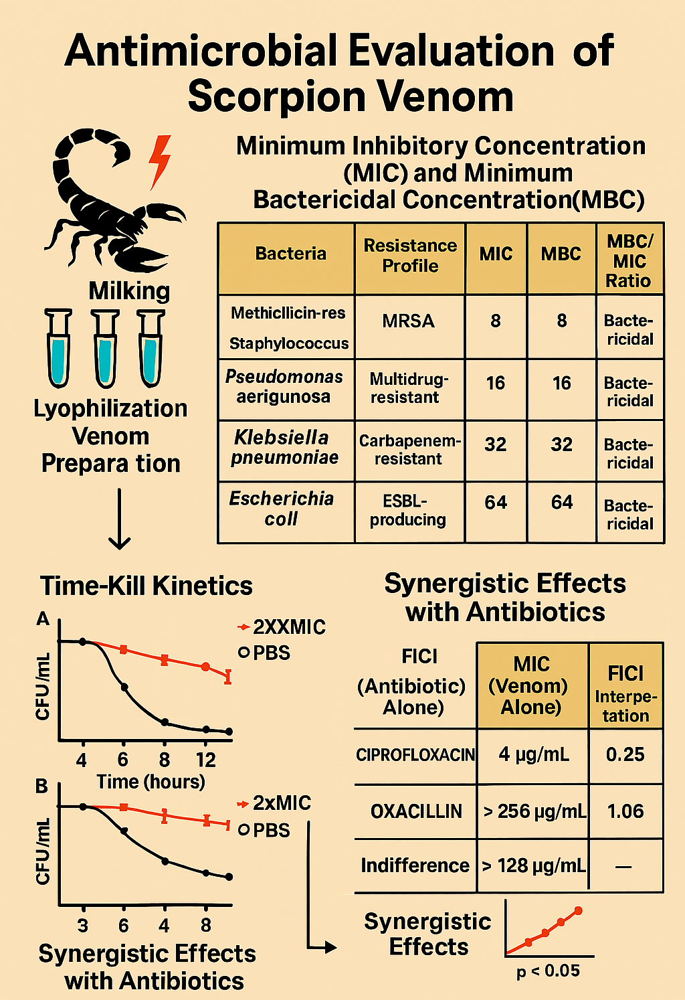 Antimicrobial Evaluation of
Scorpion Venom
Milking
Lyophilization
Venom
Prepara tion
Minimum Inhibitory Concentration
(MIC) and Minimum
Bactericidal Concentration(MBC)
Bacteria
Resistance
Profile
MIC
MBC
MBC/
MIC
Ratio
Methicllicin-res
Staphylococcus
MRSA
8
8
Bacte-
ricidal
Pseudomonas
aerigunosa
Multidrug-
resistant
16
16
Bacte-
ricidal
Klebsiella
pneumoniae
Carbapenem-
resistant
32
32
Bacte-
ricidal
Escherichia
coll
ESBL-
producing
64
64
Bacte-
ricidal
Time-Kill Kinetics
A
2XXMIC
PBS
CFU/mL
4 6 8 12
Time (hours)
B
2xMIC
PBS
CFU/mL
3 6 4 8
Synergistic Effects
with Antibiotics
Synergistic Effects
with Antibiotics
FICI
(Antibiotic)
Alone)
MIC
(Venom)
Alone)
FICI
Interpe-
tation
CIPROFLOXACIN
4 µg/mL
0.25
OXACILLIN
> 256 µg/mL
1.06
Indifference
> 128 µg/mL
—
Synergistic
Effects
p < 0.05